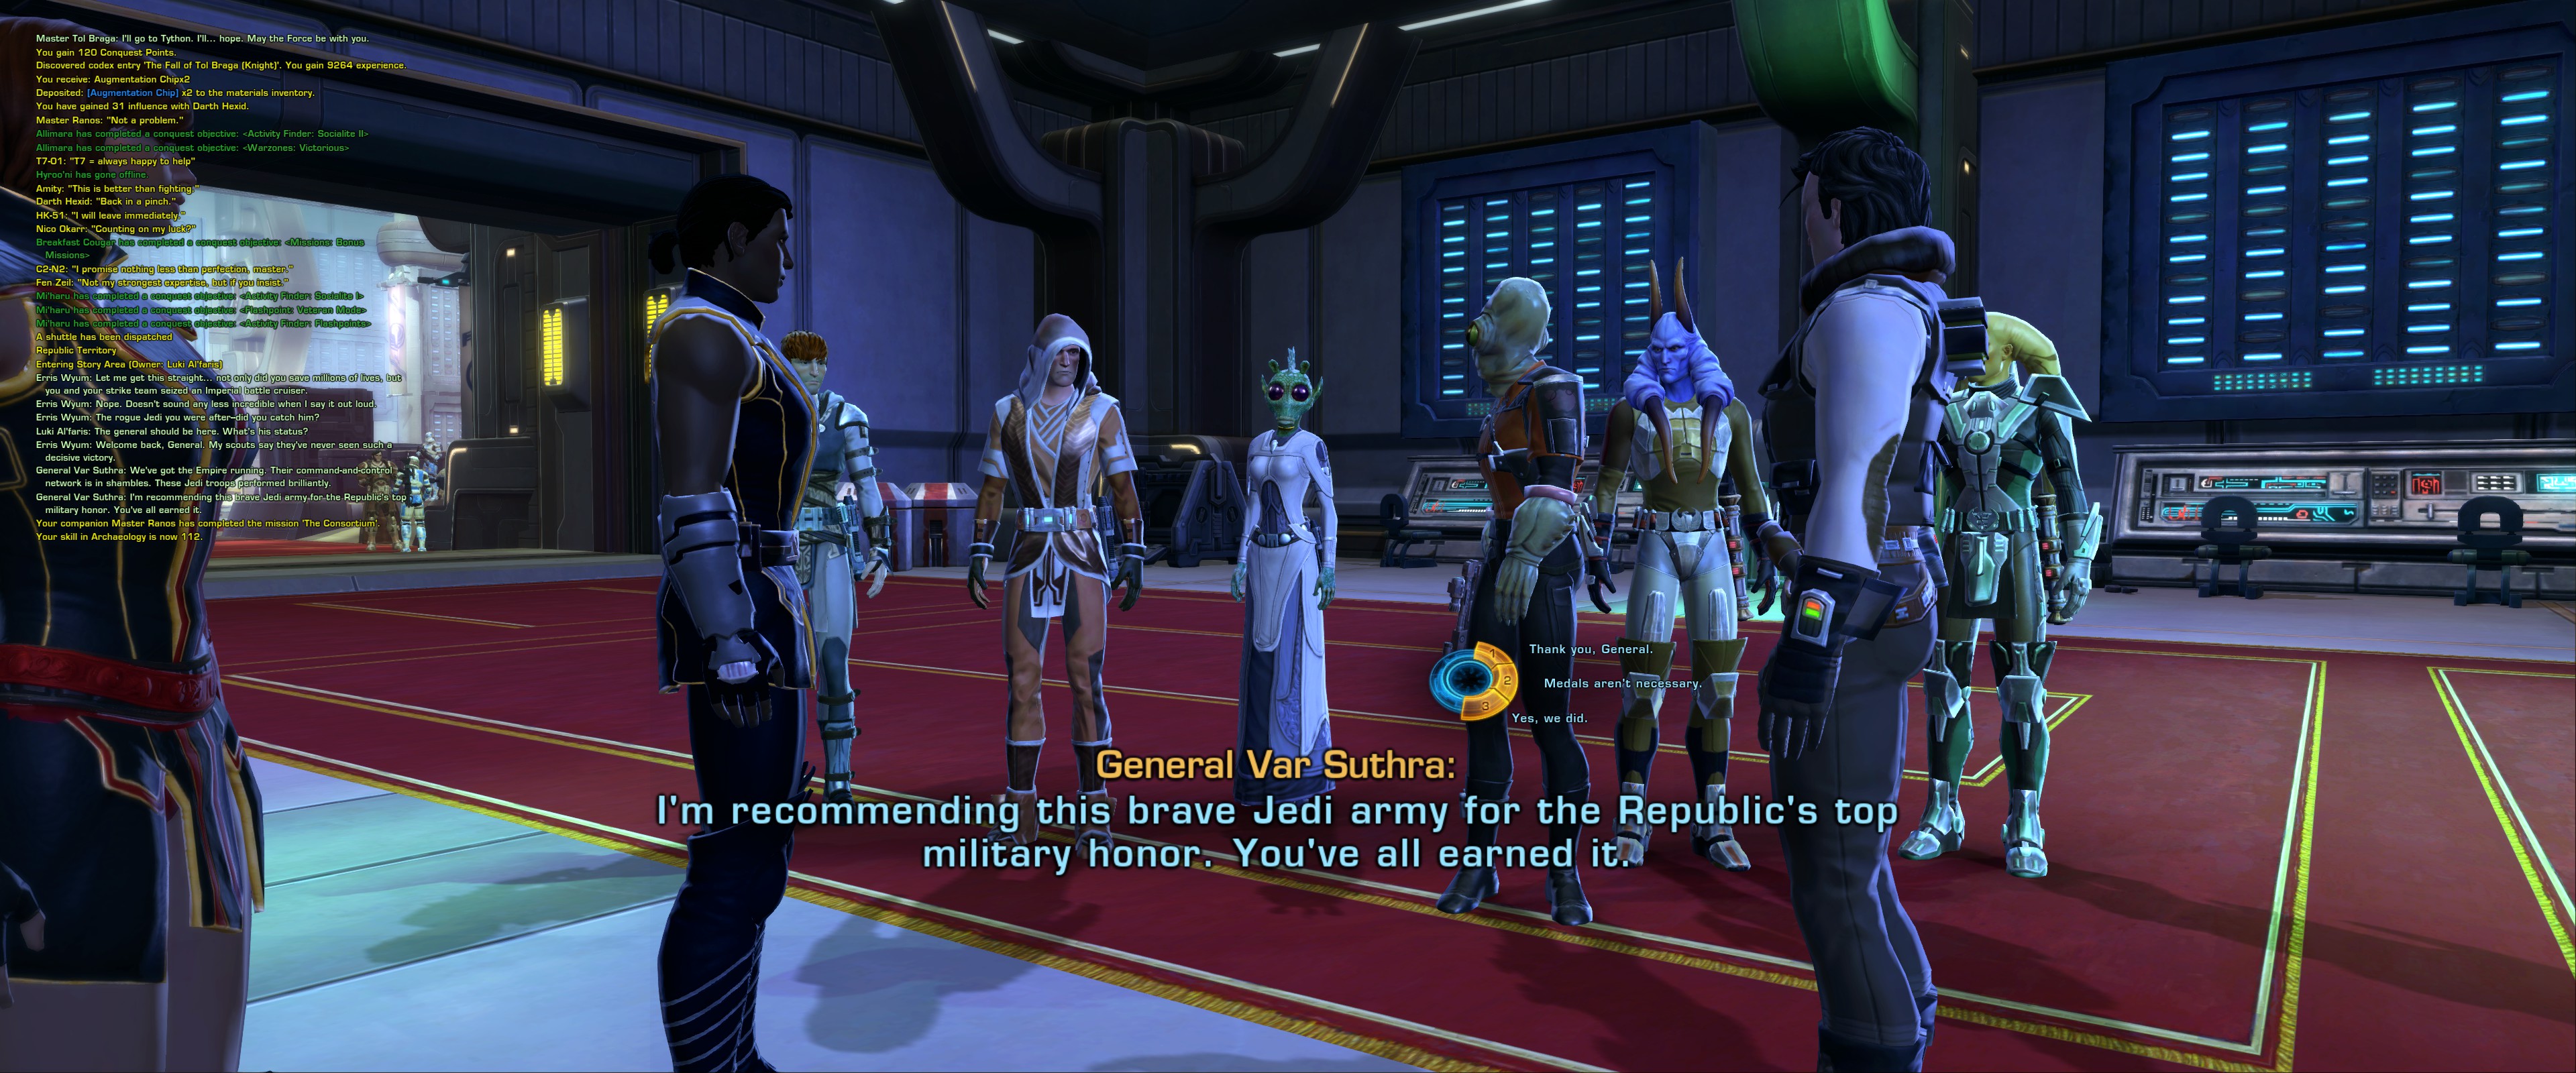 Master Tol Braga: I'll go to Tython. I'll... hope. May the Force be with you.
You gain 120 Conquest Points.
Discovered codex entry 'The Fall of Tol Braga (Knight)'. You gain 9264 experience.
You receive: Augmentation Chipx2
Deposited: [Augmentation Chip] x2 to the materials inventory.
You have gained 31 influence with Darth Hexid.
Master Ranos: "Not a problem."
Allimara has completed a conquest objective: <Activity Finder: Socialite II>
Allimara has completed a conquest objective: <Warzones: Victorious>
T7-01: "T7 = always happy to help"
Hyroo'ni has gone offline.
Amity: "This is better than fighting."
Darth Hexid: "Back in a pinch."
HK-51: "I will leave immediately."
Nico Okarr: "Counting on my luck?"
Breakfast Cougar has completed a conquest objective: <Missions: Bonus
Missions>
C2-N2: "I promise nothing less than perfection, master."
Fen Zeil: "Not my strongest expertise, but if you insist."
Mi'haru has completed a conquest objective: <Activity Finder: Socialite I>
Mi'haru has completed a conquest objective: <Flashpoint: Veteran Mode>
Mi'haru has completed a conquest objective: <Activity Finder: Flashpoints>
A shuttle has been dispatched
Republic Territory
Entering Story Area (Owner: Luki Al'faris)
Erris Wyum: Let me get this straight... not only did you save millions of lives, but
you and your strike team seized an Imperial battle cruiser.
Erris Wyum: Nope. Doesn't sound any less incredible when I say it out loud.
Erris Wyum: The rogue Jedi you were after—did you catch him?
Luki Al'faris: The general should be here. What's his status?
Erris Wyum: Welcome back, General. My scouts say they've never seen such a
decisive victory.
General Var Suthra: We've got the Empire running. Their command-and-control
network is in shambles. These Jedi troops performed brilliantly.
General Var Suthra: I'm recommending this brave Jedi army for the Republic's top
military honor. You've all earned it.
Your companion Master Ranos has completed the mission 'The Consortium'.
Your skill in Archaeology is now 112.
1 Thank you, General.
2 Medals aren't necessary.
3 Yes, we did.
General Var Suthra:
I'm recommending this brave Jedi army for the Republic's top
military honor. You've all earned it.